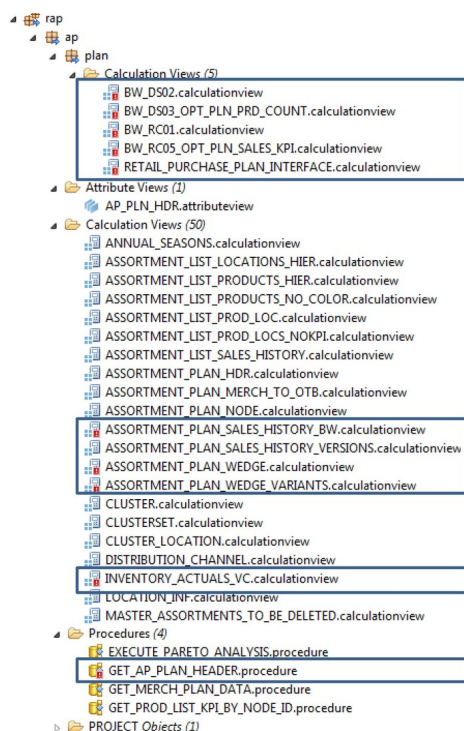 rap
ap
plan
Calculation Views (5)
BW_DS02.calculationview
BW_DS03_OPT_PLN_PRD_COUNT.calculationview
BW_RC01.calculationview
BW_RC05_OPT_PLN_SALES_KPI.calculationview
RETAIL_PURCHASE_PLAN_INTERFACE.calculationview
Attribute Views (1)
AP_PLN_HDR.attributeview
Calculation Views (50)
ANNUAL_SEASONS.calculationview
ASSORTMENT_LIST_LOCATIONS_HIER.calculationview
ASSORTMENT_LIST_PRODUCTS_HIER.calculationview
ASSORTMENT_LIST_PRODUCTS_NO_COLOR.calculationview
ASSORTMENT_LIST_PROD_LOC.calculationview
ASSORTMENT_LIST_PROD_LOCS_NOKPI.calculationview
ASSORTMENT_LIST_SALES_HISTORY.calculationview
ASSORTMENT_PLAN_HDR.calculationview
ASSORTMENT_PLAN_MERCH_TO_OTB.calculationview
ASSORTMENT_PLAN_NODE.calculationview
ASSORTMENT_PLAN_SALES_HISTORY_BW.calculationview
ASSORTMENT_PLAN_SALES_HISTORY_VERSIONS.calculationview
ASSORTMENT_PLAN_WEDGE.calculationview
ASSORTMENT_PLAN_WEDGE_VARIANTS.calculationview
CLUSTER.calculationview
CLUSTERSET.calculationview
CLUSTER_LOCATION.calculationview
DISTRIBUTION_CHANNEL.calculationview
INVENTORY_ACTUALS_VC.calculationview
LOCATION_INF.calculationview
MASTER_ASSORTMENTS_TO_BE_DELETED.calculationview
Procedures (4)
EXECUTE_PARETO_ANALYSIS.procedure
GET_AP_PLAN_HEADER.procedure
GET_MERCH_PLAN_DATA.procedure
GET_PROD_LIST_KPI_BY_NODE_ID.procedure
PROJECT Objects (1)